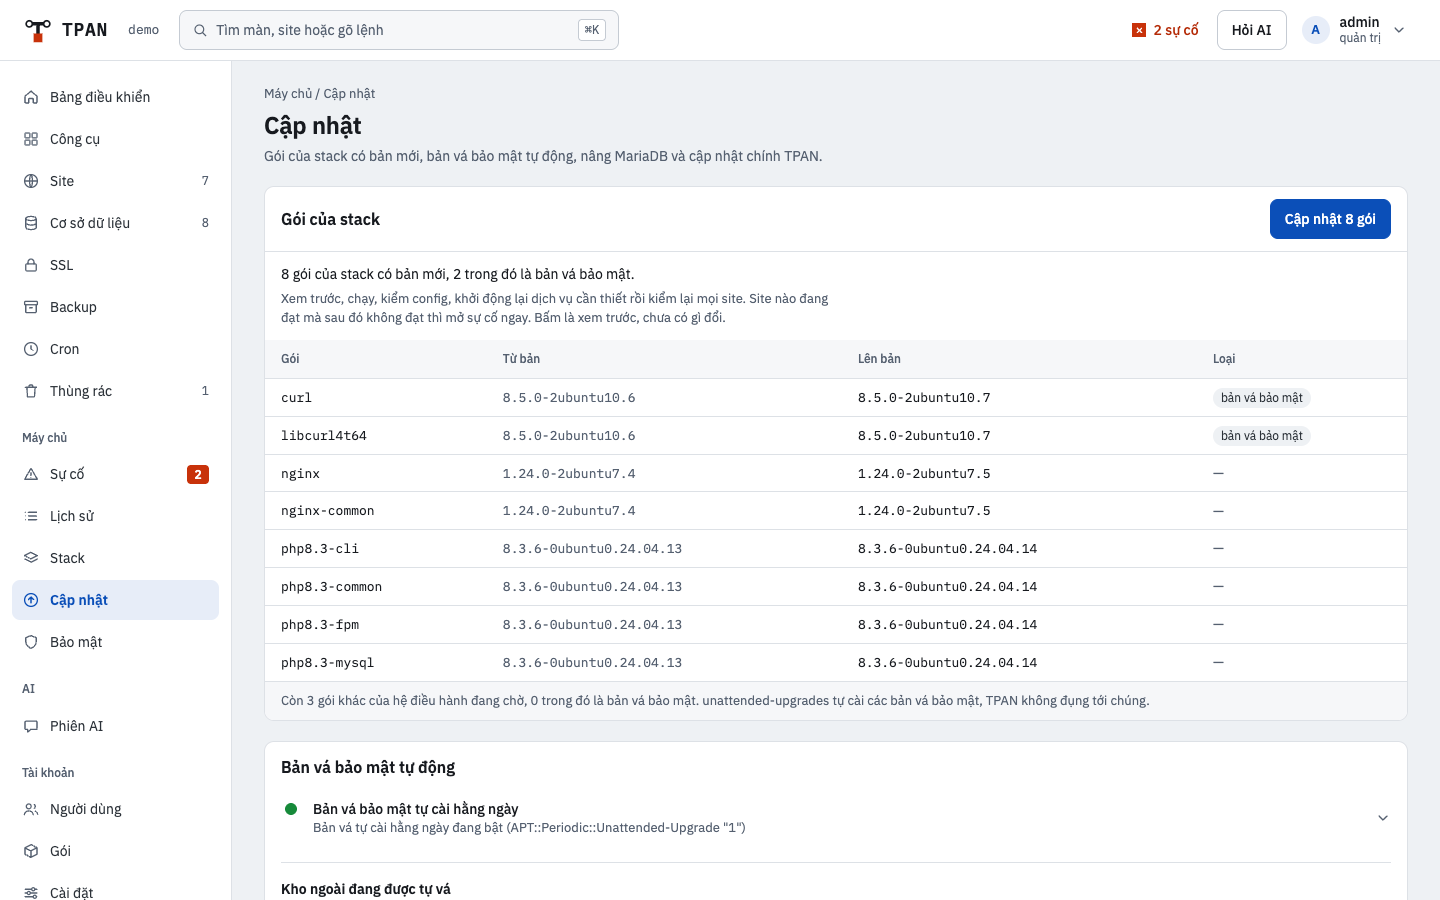 TPAN
demo
Tìm màn, site hoặc gõ lệnh
⌘K
2 sự cố
Hỏi AI
A
admin
quản trị
Bảng điều khiển
Công cụ
Site 7
Cơ sở dữ liệu 8
SSL
Backup
Cron
Thùng rác 1
Máy chủ
Sự cố 2
Lịch sử
Stack
Cập nhật
Bảo mật
AI
Phiên AI
Tài khoản
Người dùng
Gói
Cài đặt
Máy chủ / Cập nhật
Cập nhật
Gói của stack có bản mới, bản vá bảo mật tự động, nâng MariaDB và cập nhật chính TPAN.
Gói của stack
Cập nhật 8 gói
8 gói của stack có bản mới, 2 trong đó là bản vá bảo mật.
Xem trước, chạy, kiểm config, khởi động lại dịch vụ cần thiết rồi kiểm lại mọi site. Site nào đang
đạt mà sau đó không đạt thì mở sự cố ngay. Bấm là xem trước, chưa có gì đổi.
Gói Từ bản Lên bản Loại
curl 8.5.0-2ubuntu10.6 8.5.0-2ubuntu10.7 bản vá bảo mật
libcurl4t64 8.5.0-2ubuntu10.6 8.5.0-2ubuntu10.7 bản vá bảo mật
nginx 1.24.0-2ubuntu7.4 1.24.0-2ubuntu7.5 —
nginx-common 1.24.0-2ubuntu7.4 1.24.0-2ubuntu7.5 —
php8.3-cli 8.3.6-0ubuntu0.24.04.13 8.3.6-0ubuntu0.24.04.14 —
php8.3-common 8.3.6-0ubuntu0.24.04.13 8.3.6-0ubuntu0.24.04.14 —
php8.3-fpm 8.3.6-0ubuntu0.24.04.13 8.3.6-0ubuntu0.24.04.14 —
php8.3-mysql 8.3.6-0ubuntu0.24.04.13 8.3.6-0ubuntu0.24.04.14 —
Còn 3 gói khác của hệ điều hành đang chờ, 0 trong đó là bản vá bảo mật. unattended-upgrades tự cài các bản vá bảo mật, TPAN không đụng tới chúng.
Bản vá bảo mật tự động
Bản vá bảo mật tự cài hằng ngày
Bản vá tự cài hằng ngày đang bật (APT::Periodic::Unattended-Upgrade "1")
Kho ngoài đang được tự vá